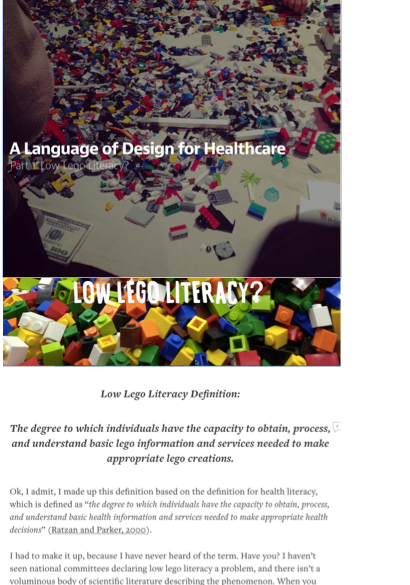 A Language of Design for Healthcare
Part 1: Low Lego Literacy?
LOW LEGO LITERACY?
Low Lego Literacy Definition:
The degree to which individuals have the capacity to obtain, process,
and understand basic lego information and services needed to make
appropriate lego creations.
Ok, I admit, I made up this definition based on the definition for health literacy,
which is defined as “the degree to which individuals have the capacity to obtain, process,
and understand basic health information and services needed to make appropriate health
decisions” (Ratzan and Parker, 2000).
I had to make it up, because I have never heard of the term. Have you? I haven’t
seen national committees declaring low lego literacy a problem, and there isn’t a
voluminous body of scientific literature describing the phenomenon. When you